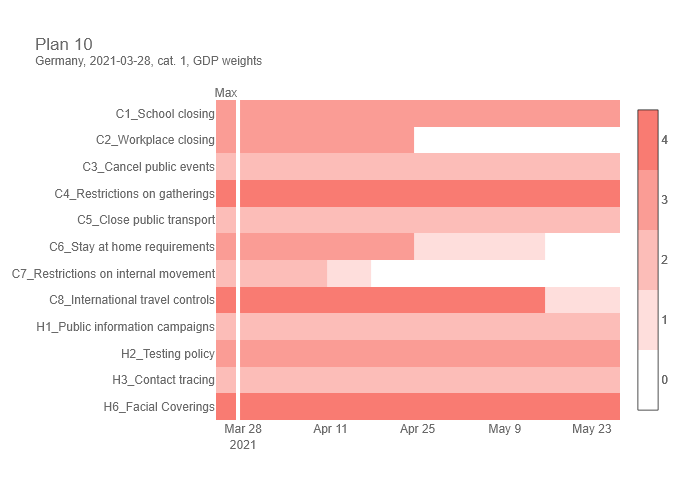 Plan 10
Germany, 2021-03-28, cat. 1, GDP weights
Max
C1_School closing
C2_Workplace closing
C3_Cancel public events
C4_Restrictions on gatherings
C5_Close public transport
C6_Stay at home requirements
C7_Restrictions on internal movement
C8_International travel controls
H1_Public information campaigns
H2_Testing policy
H3_Contact tracing
H6_Facial Coverings
Mar 28 Apr 11 Apr 25 May 9 May 23
2021
4
3
2
1
0